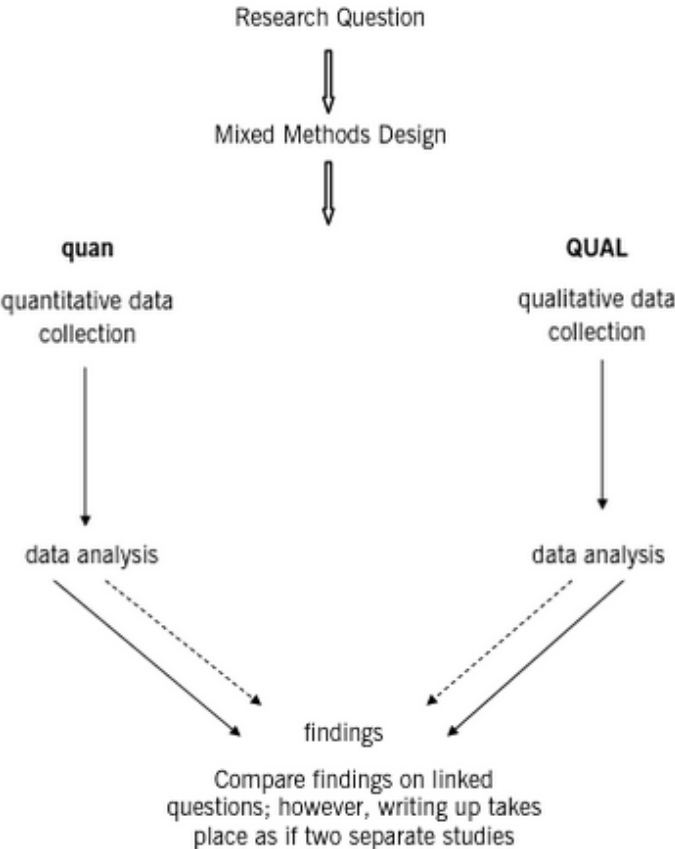 Research Question
Mixed Methods Design
quan
quantitative data
collection
QUAL
qualitative data
collection
data analysis
data analysis
findings
Compare findings on linked
questions; however, writing up takes
place as if two separate studies